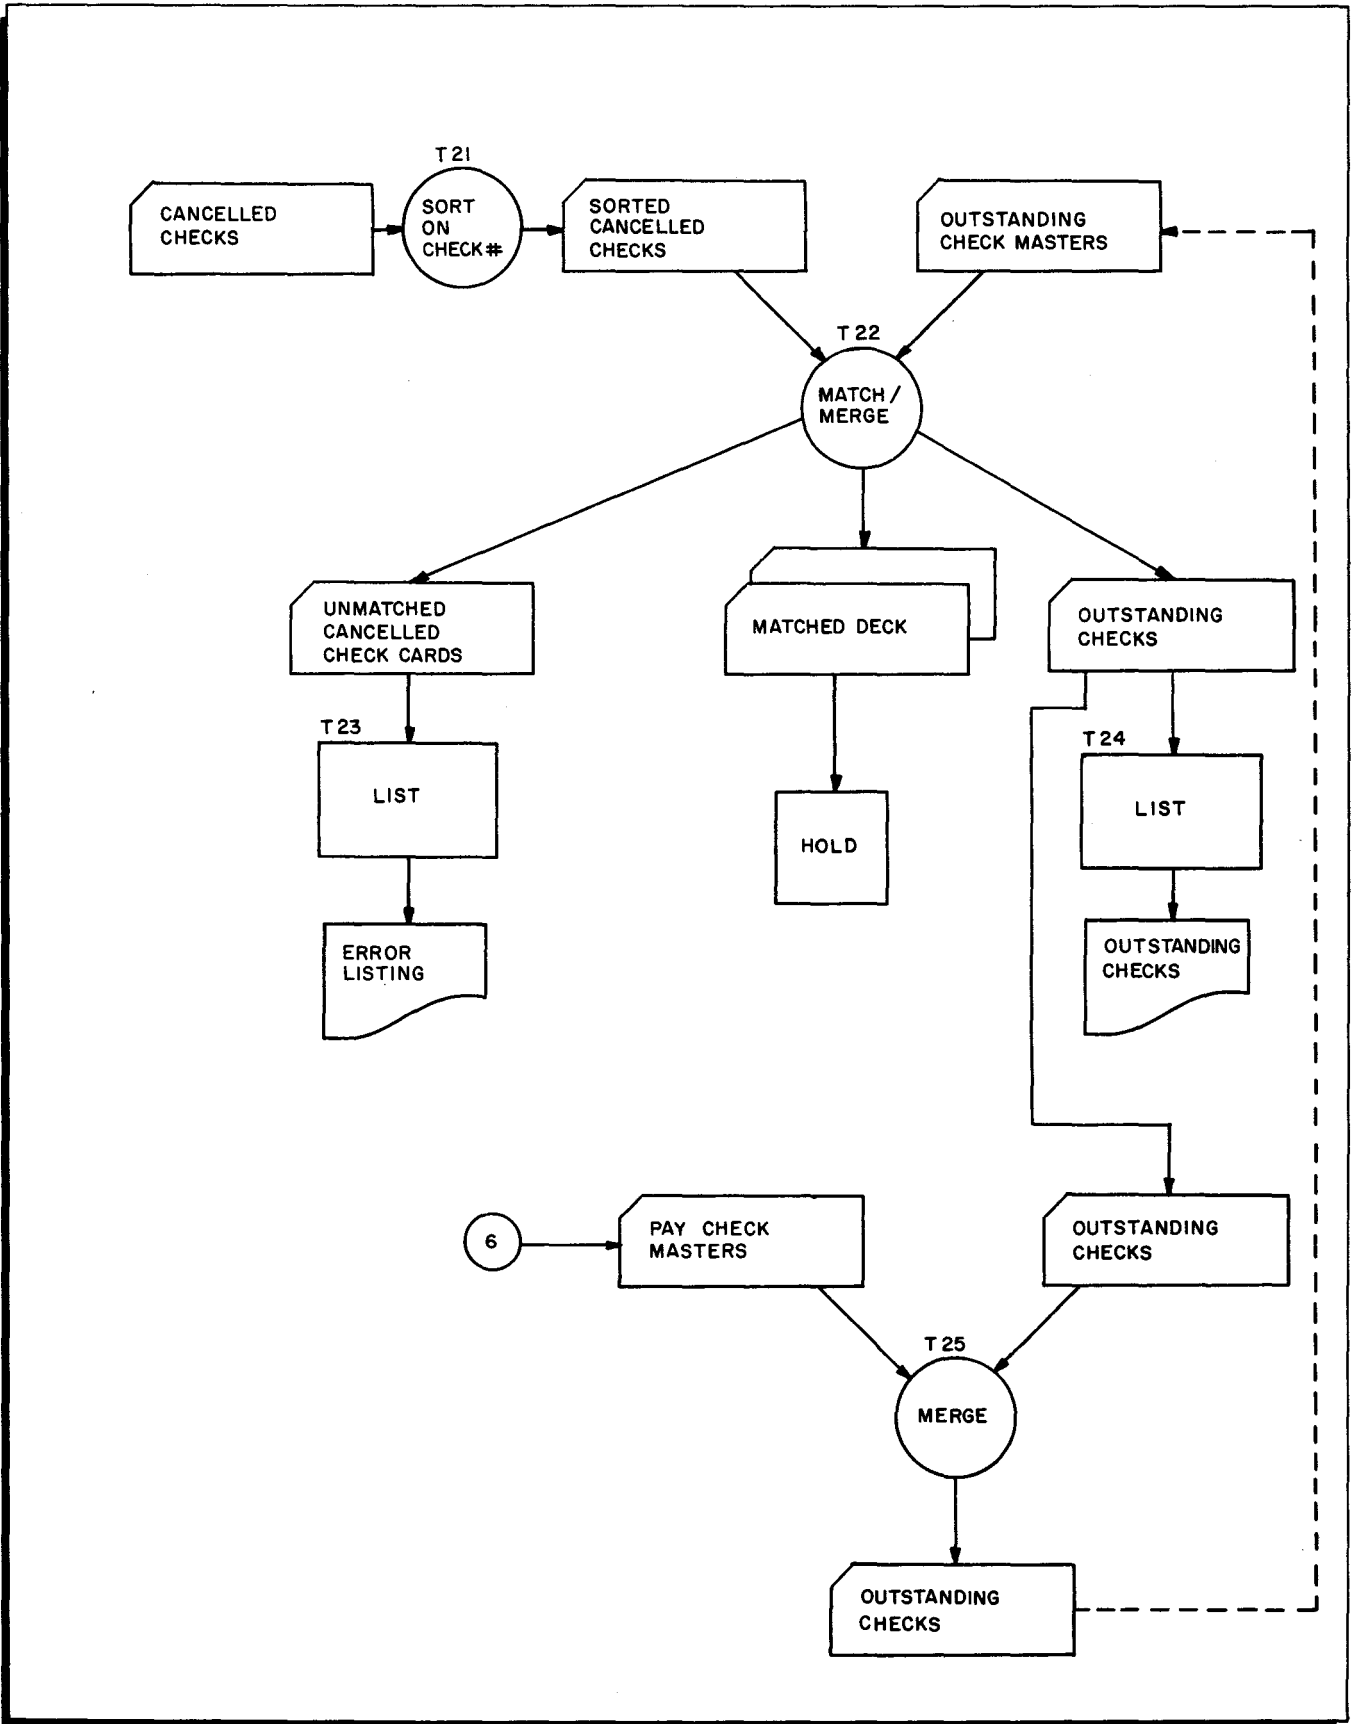 T21
CANCELLED
CHECKS
SORT
ON
CHECK#
SORTED
CANCELLED
CHECKS
OUTSTANDING
CHECK MASTERS
T22
MATCH/
MERGE
UNMATCHED
CANCELLED
CHECK CARDS
MATCHED DECK
OUTSTANDING
CHECKS
T23
LIST
HOLD
T24
LIST
ERROR
LISTING
OUTSTANDING
CHECKS
6
PAY CHECK
MASTERS
OUTSTANDING
CHECKS
T25
MERGE
OUTSTANDING
CHECKS